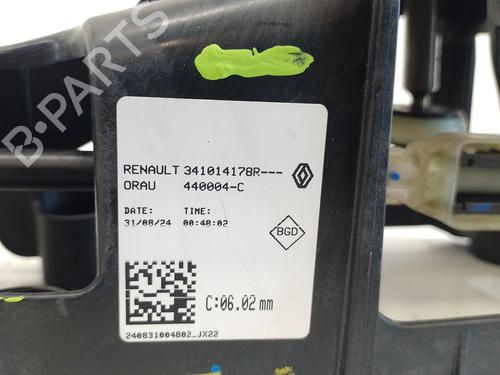 B-PARTS
RENAULT 341014178R---
ORAU 440004-C
DATE: TIME:
31/08/24 00:48:02
BGD
C:06.02 mm
240831004802_JX22